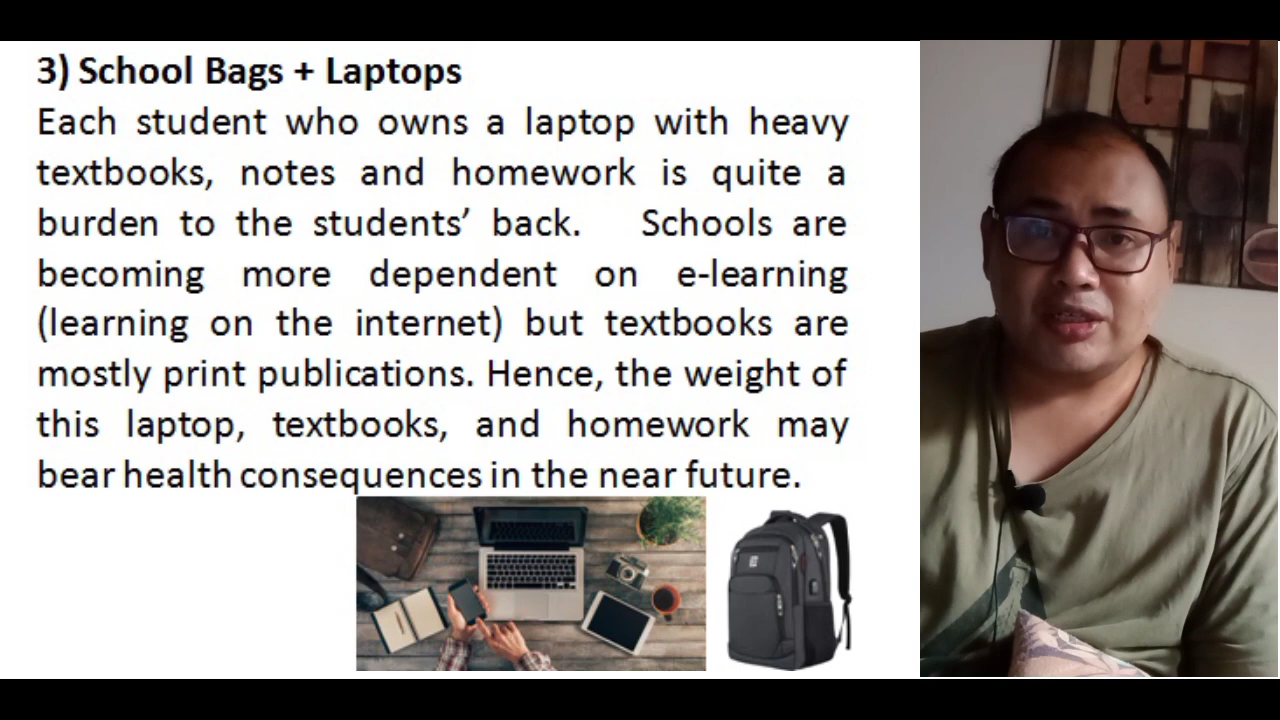 3) School Bags + Laptops
Each student who owns a laptop with heavy
textbooks, notes and homework is quite a
burden to the students’ back. Schools are
becoming more dependent on e-learning
(learning on the internet) but textbooks are
mostly print publications. Hence, the weight of
this laptop, textbooks, and homework may
bear health consequences in the near future.